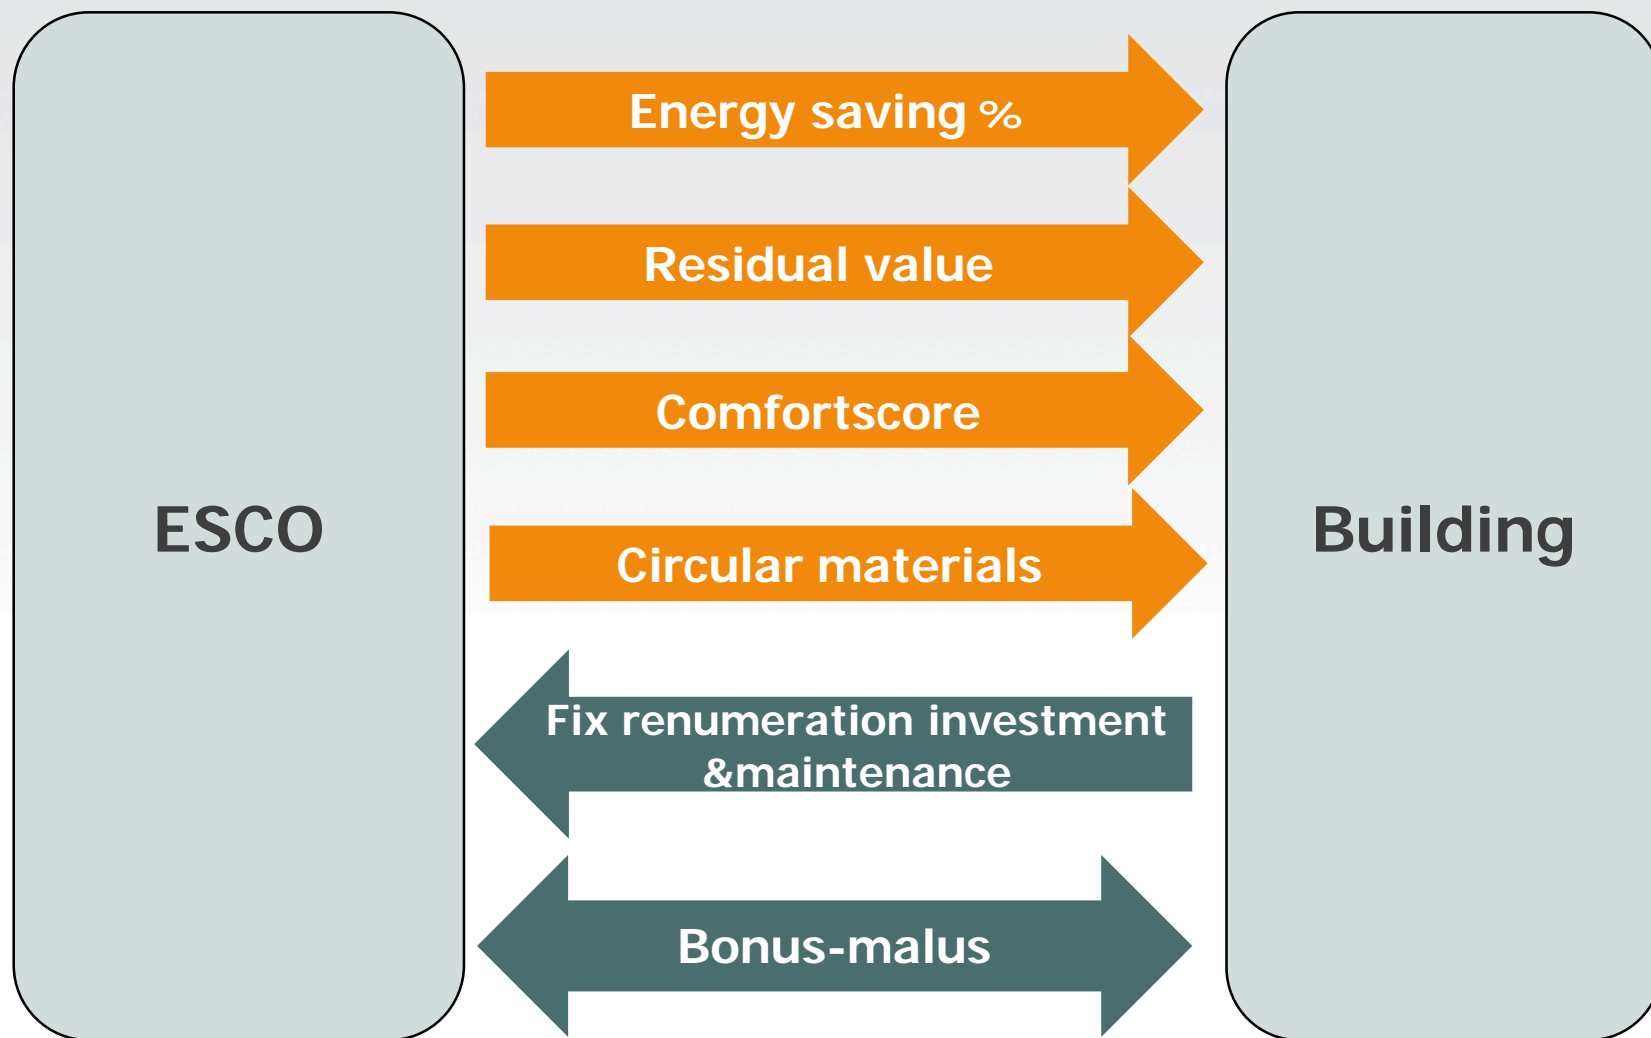 Energy saving %
Residual value
Comfortscore
ESCO
Building
Circular materials
Fix renumeration investment
&maintenance
Bonus-malus